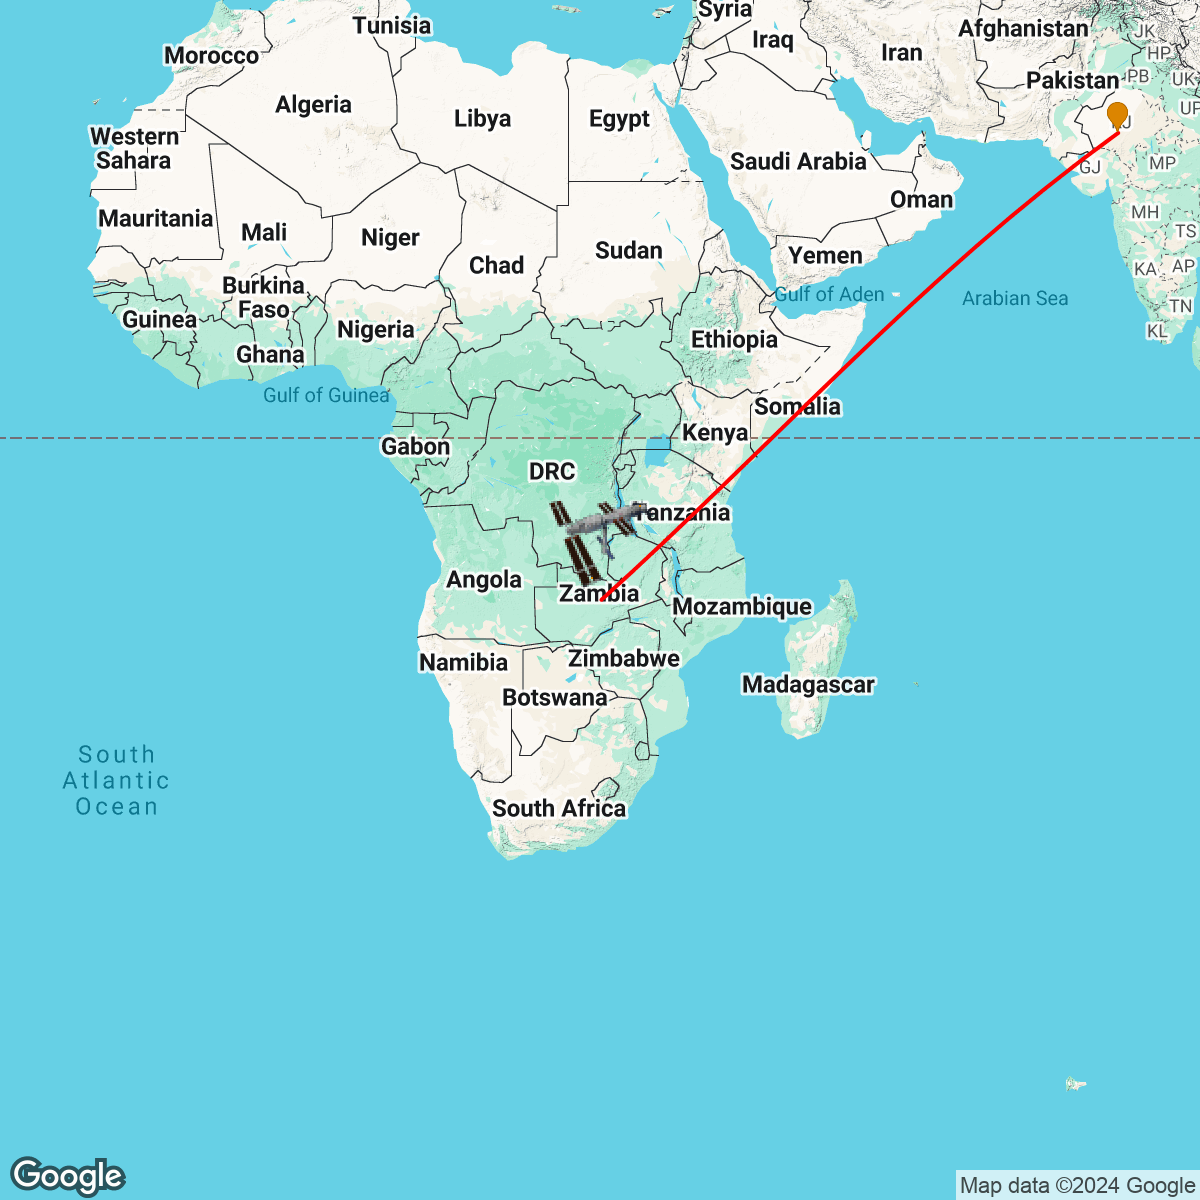 Syria
Tunisia
Afghanistan
JK
Iraq
Morocco
Iran
HP
Pakistan
PB
UK
Algeria
Libya
Egypt
UP
Western
Sahara
Saudi Arabia
MP
GJ
Oman
Mauritania
MH
Mali
Niger
TS
Sudan
Yemen
Chad
KA
AP
Burkina
Faso
Gulf of Aden
Arabian Sea
TN
Guinea
Nigeria
KL
Ethiopia
Ghana
Gulf of Guinea
Somalia
Kenya
Gabon
DRC
Tanzania
Angola
Zambia
Mozambique
Namibia
Zimbabwe
Madagascar
Botswana
South
Atlantic
Ocean
South Africa
Google
Map data ©2024 Google